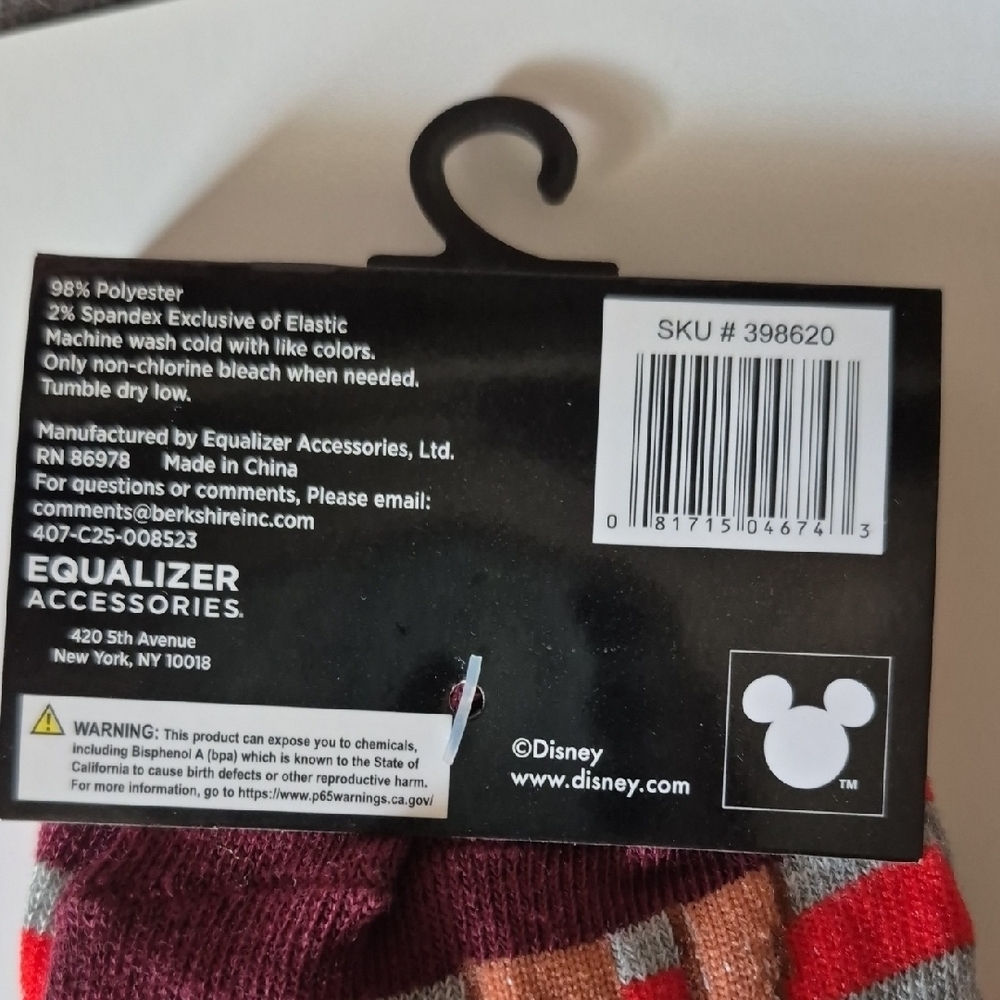 98% Polyester
2% Spandex Exclusive of Elastic
Machine wash cold with like colors.
Only non-chlorine bleach when needed.
Tumble dry low.
Manufactured by Equalizer Accessories, Ltd.
RN 86978 Made in China
For questions or comments, Please email:
comments@berkshireinc.com
407-C25-008523
EQUALIZER
ACCESSORIES.
420 5th Avenue
New York, NY 10018
WARNING: This product can expose you to chemicals,
including Bisphenol A (bpa) which is known to the State of
California to cause birth defects or other reproductive harm.
For more information, go to https://www.p65warnings.ca.gov/
SKU # 398620
0 81715 04674 3
©Disney
www.disney.com
TM